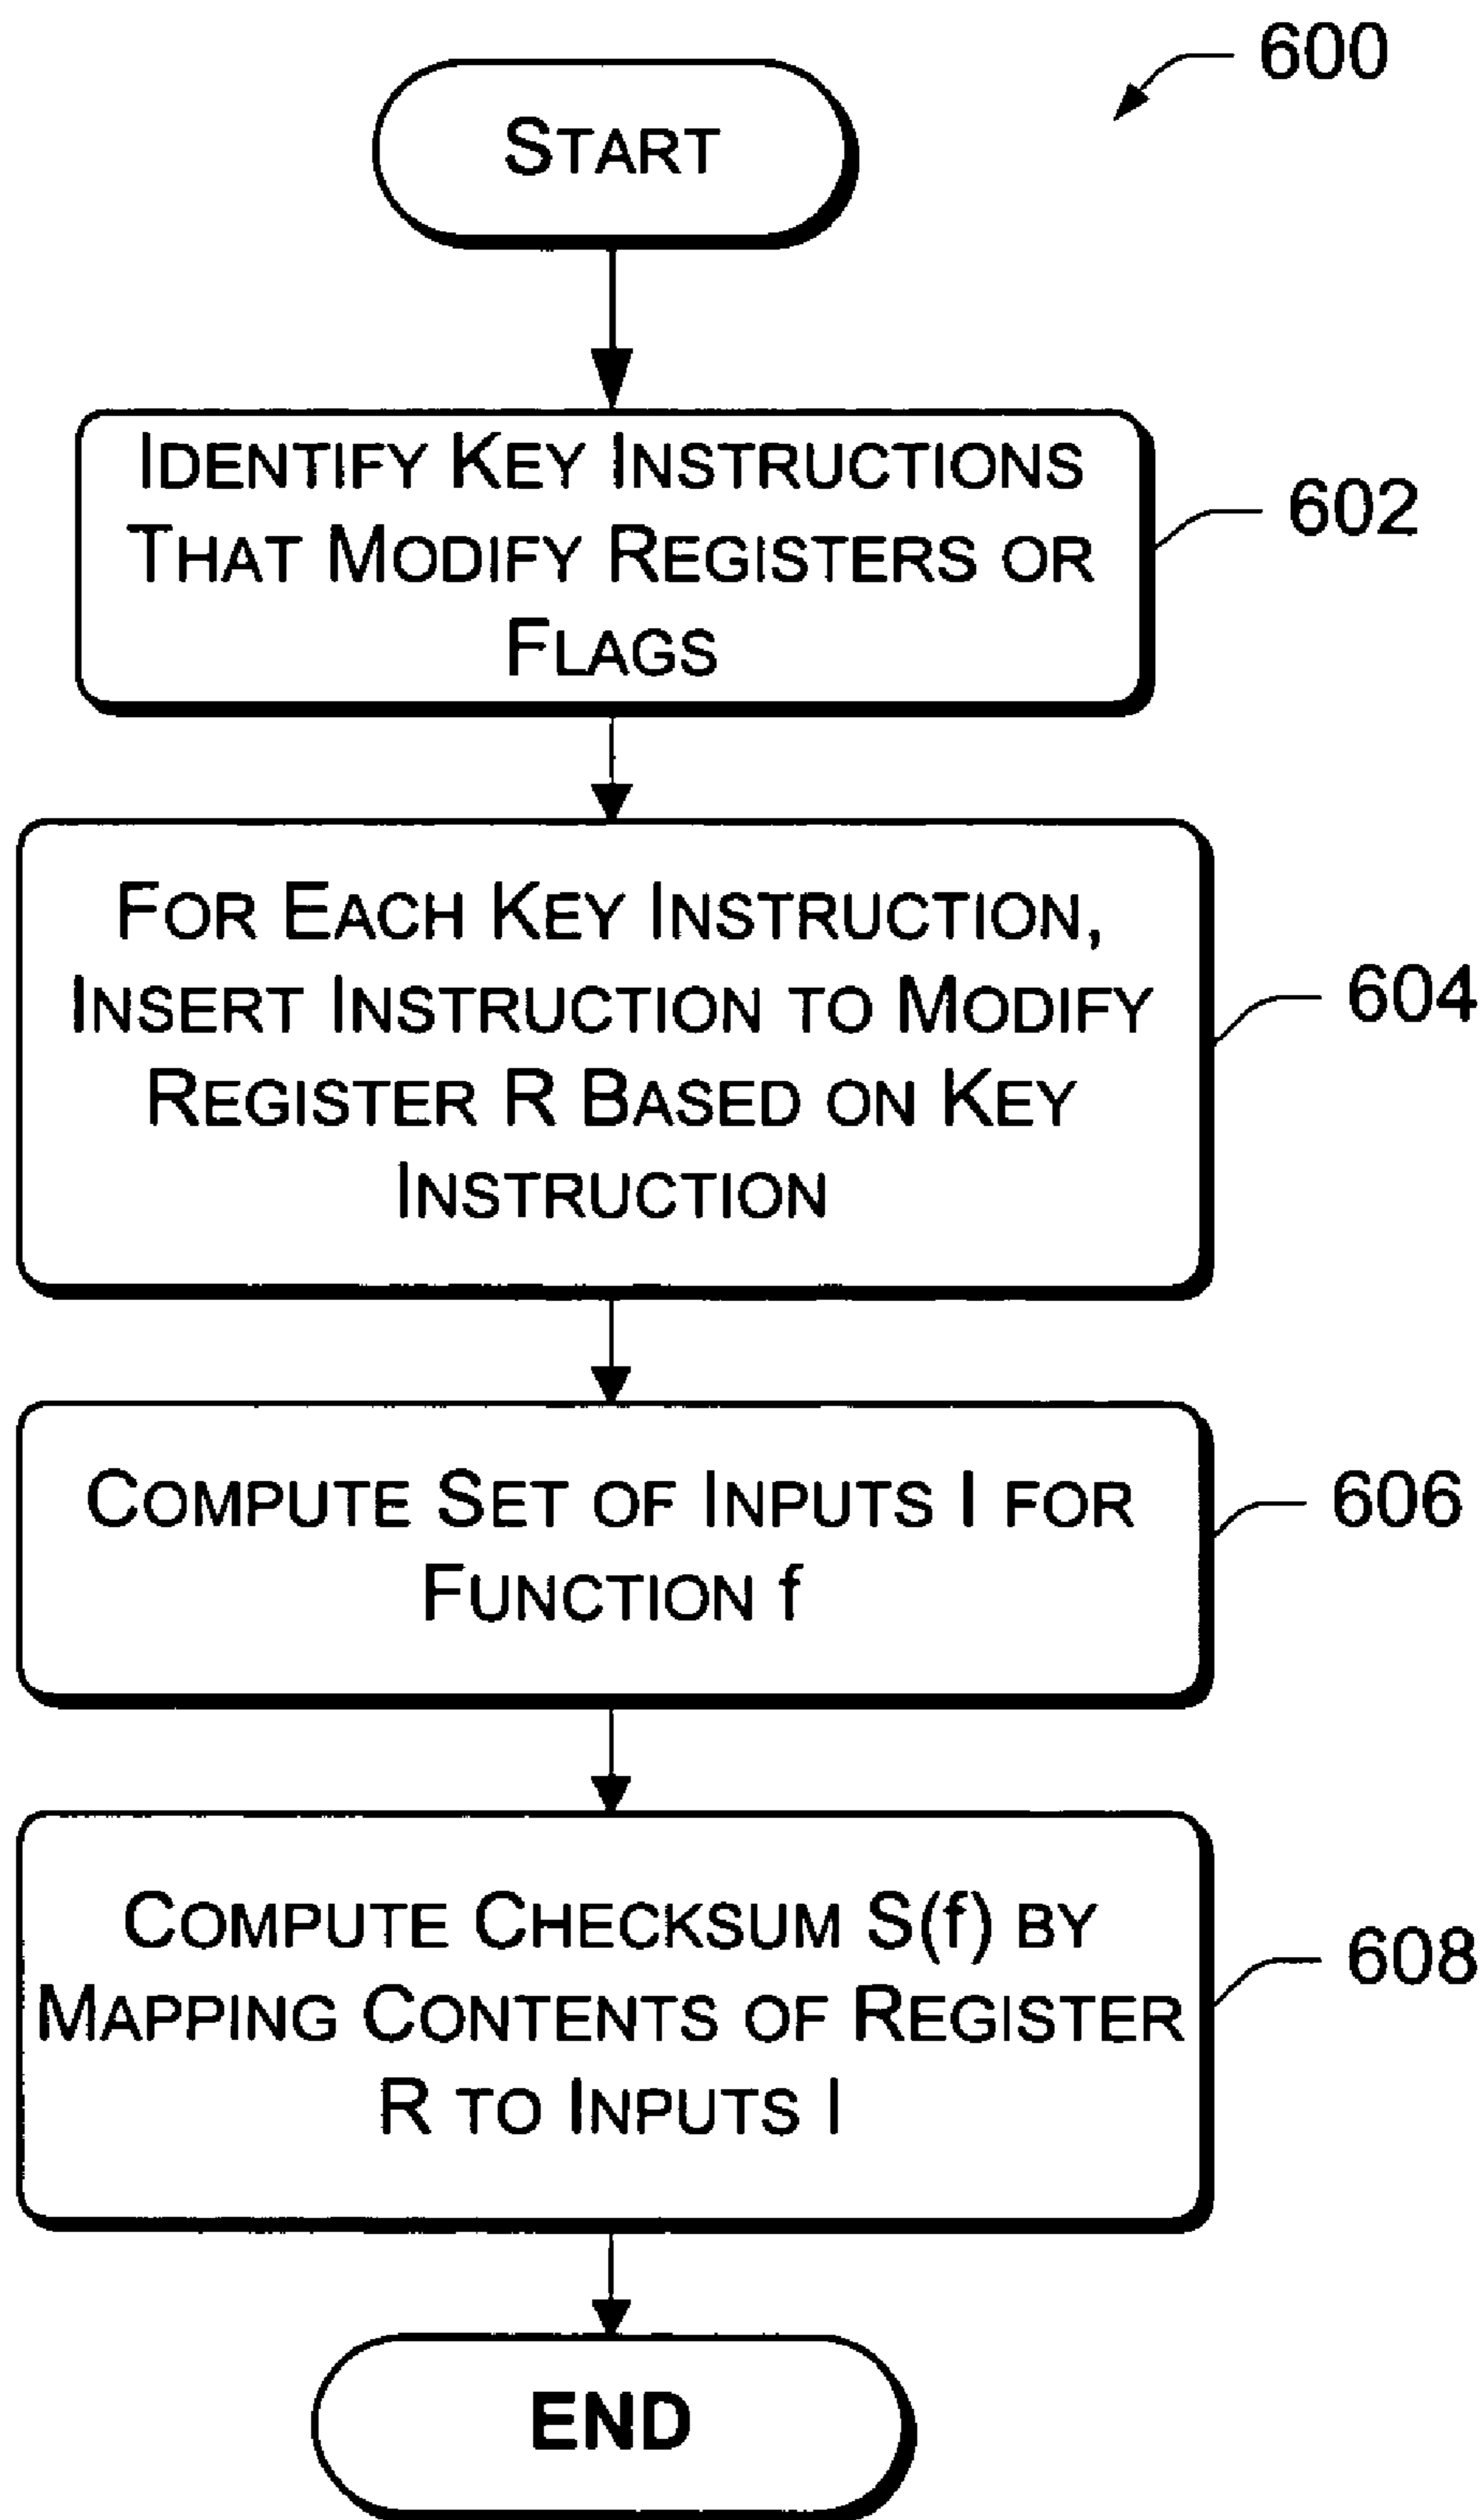 600
START
IDENTIFY KEY INSTRUCTIONS
THAT MODIFY REGISTERS OR
FLAGS
602
FOR EACH KEY INSTRUCTION,
INSERT INSTRUCTION TO MODIFY
REGISTER R BASED ON KEY
INSTRUCTION
604
COMPUTE SET OF INPUTS I FOR
FUNCTION f
606
COMPUTE CHECKSUM S(f) BY
MAPPING CONTENTS OF REGISTER
R TO INPUTS I
608
END